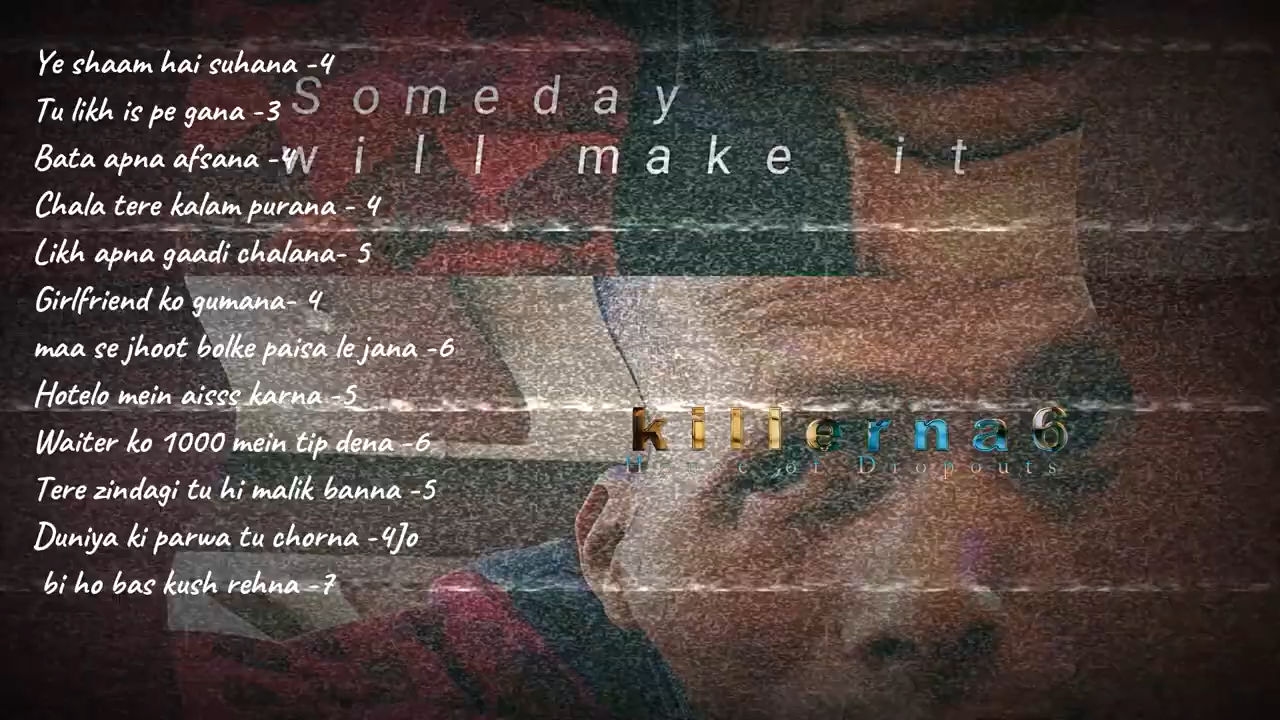 Ye shaam hai suhana -4
Tu likh is pe gana -3
Bata apna afsana -4
Chala tere kalam purana - 4
Likh apna gaadi chalana- 5
Girlfriend ko gumana- 4
maa se jhoot bolke paisa le jana -6
Hotelo mein aisss karna -5
Waiter ko 1000 mein tip dena -6
Tere zindagi tu hi malik banna -5
Duniya ki parwa tu chorna -4Jo
bi ho bas kush rehna -7
Someday
will make it
killerna6
House of Dropouts